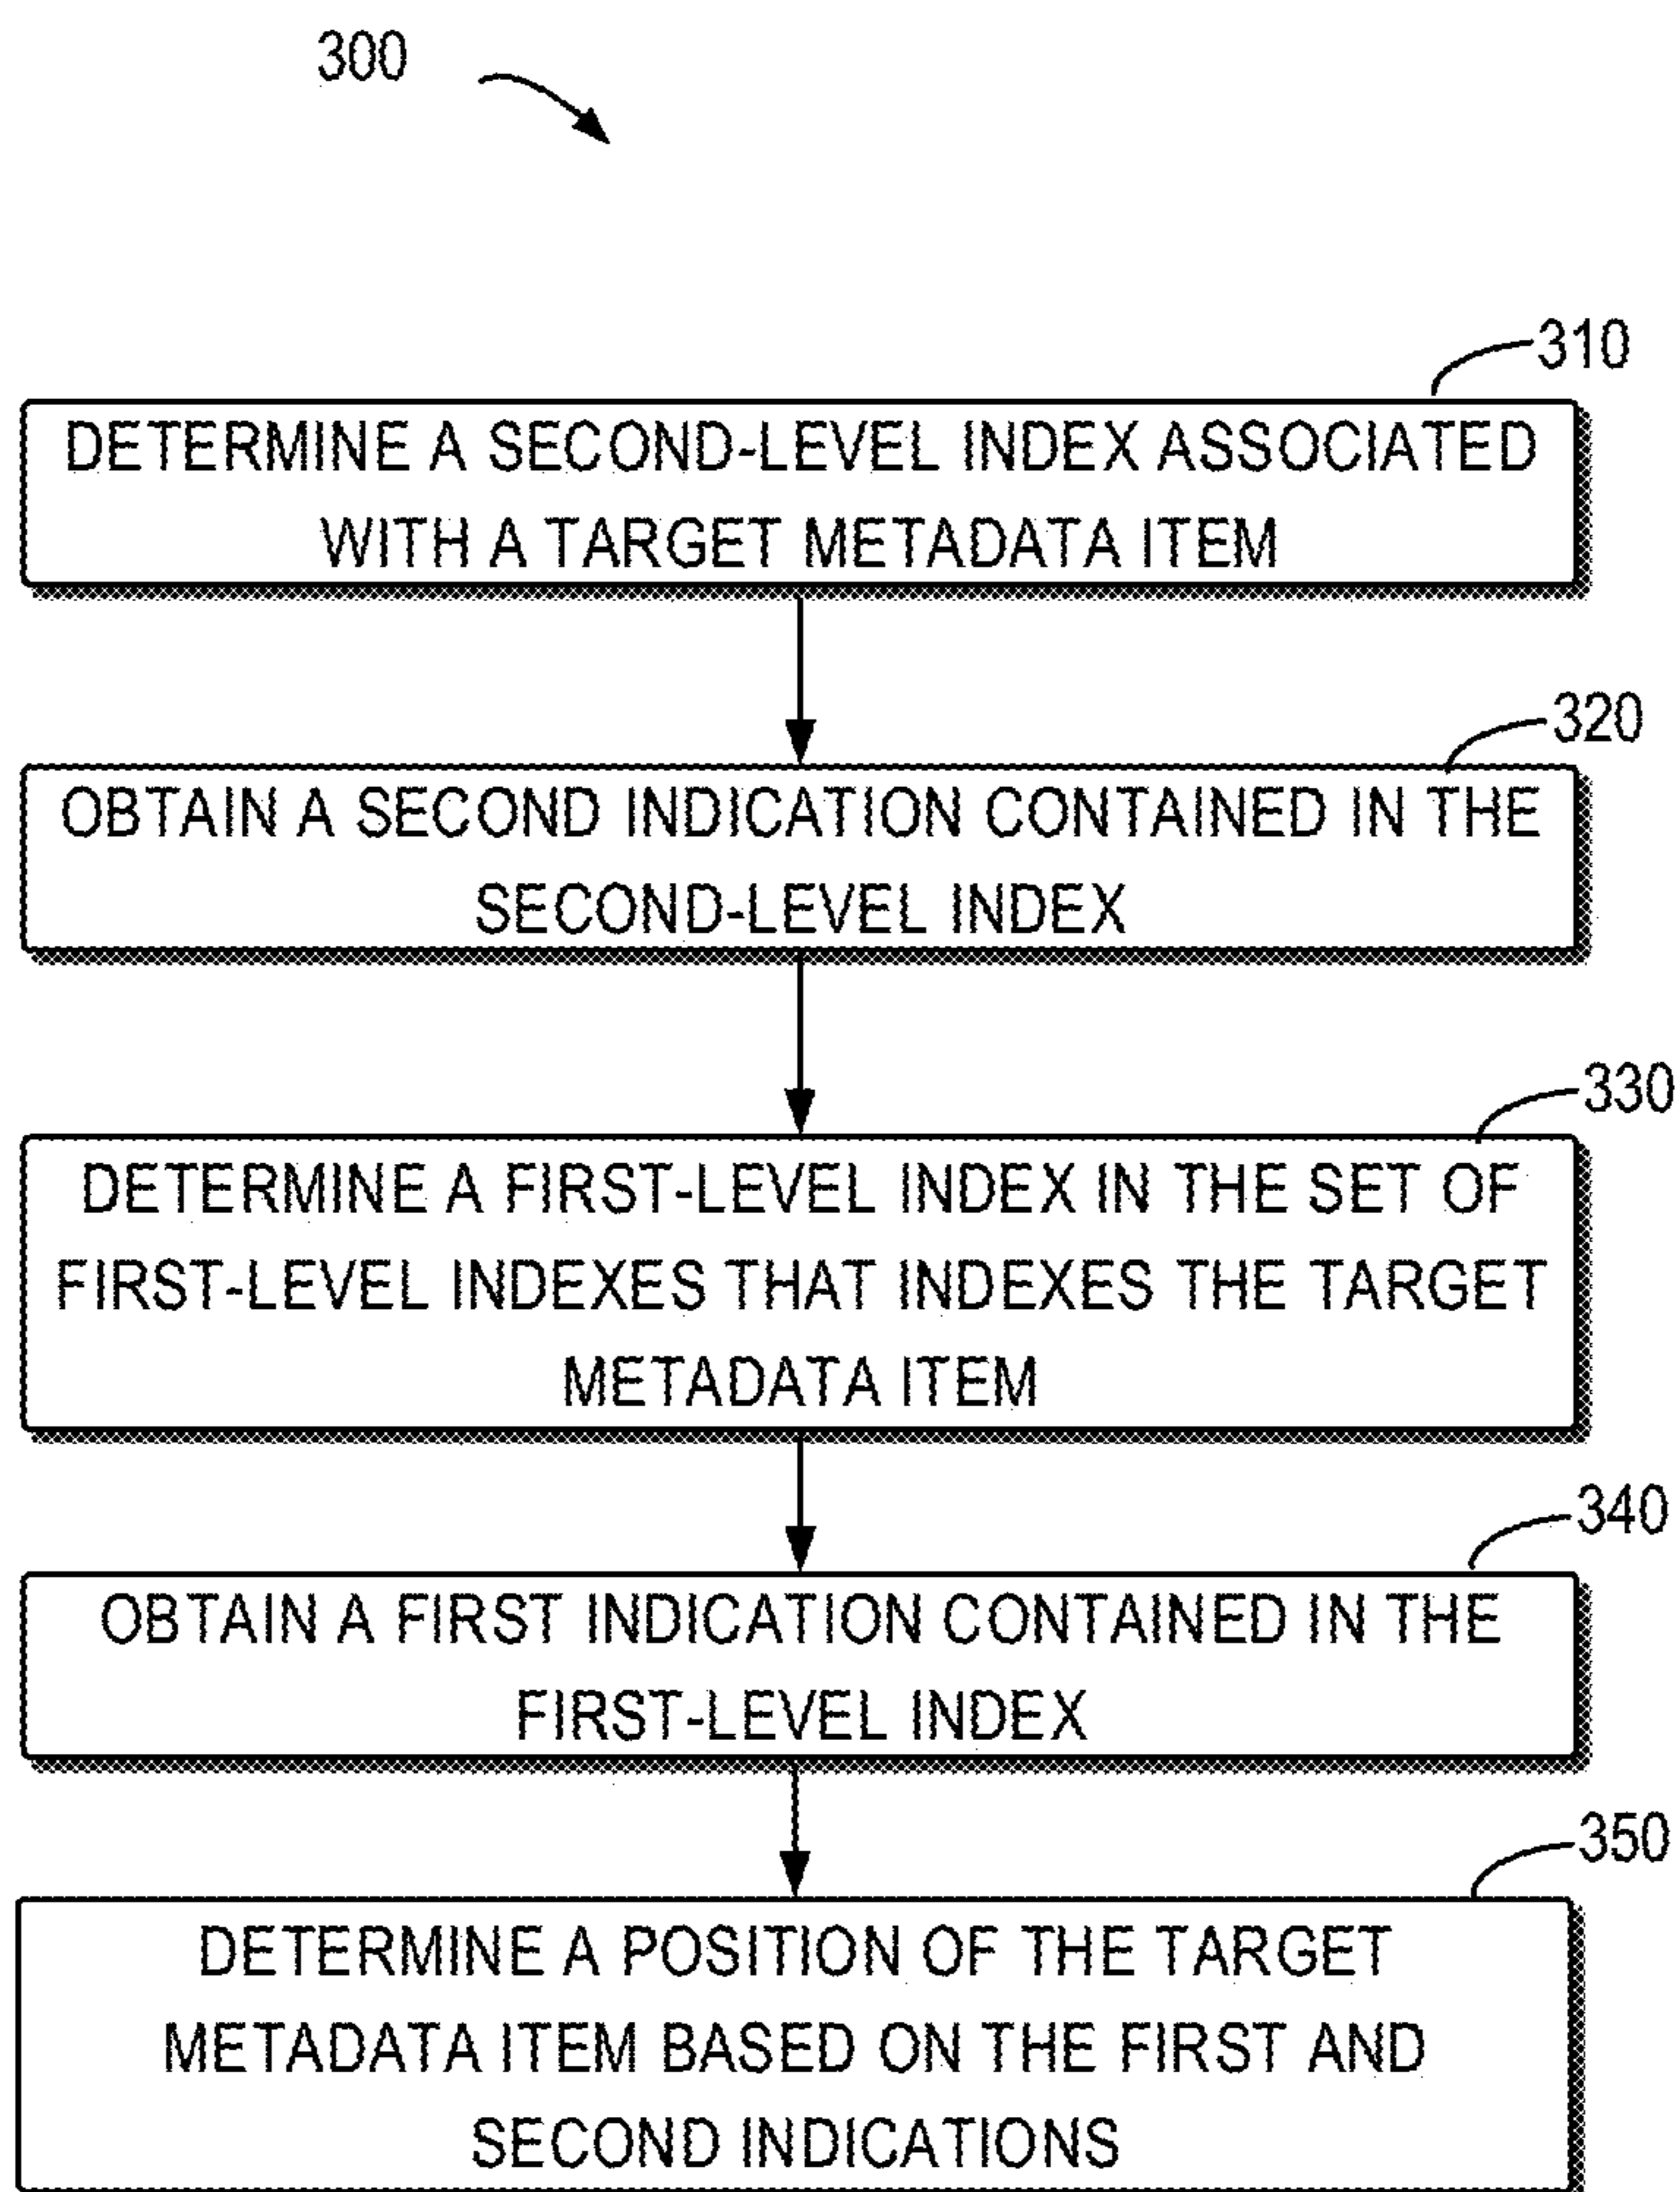 300
310
DETERMINE A SECOND-LEVEL INDEX ASSOCIATED
WITH A TARGET METADATA ITEM
320
OBTAIN A SECOND INDICATION CONTAINED IN THE
SECOND-LEVEL INDEX
330
DETERMINE A FIRST-LEVEL INDEX IN THE SET OF
FIRST-LEVEL INDEXES THAT INDEXES THE TARGET
METADATA ITEM
340
OBTAIN A FIRST INDICATION CONTAINED IN THE
FIRST-LEVEL INDEX
350
DETERMINE A POSITION OF THE TARGET
METADATA ITEM BASED ON THE FIRST AND
SECOND INDICATIONS